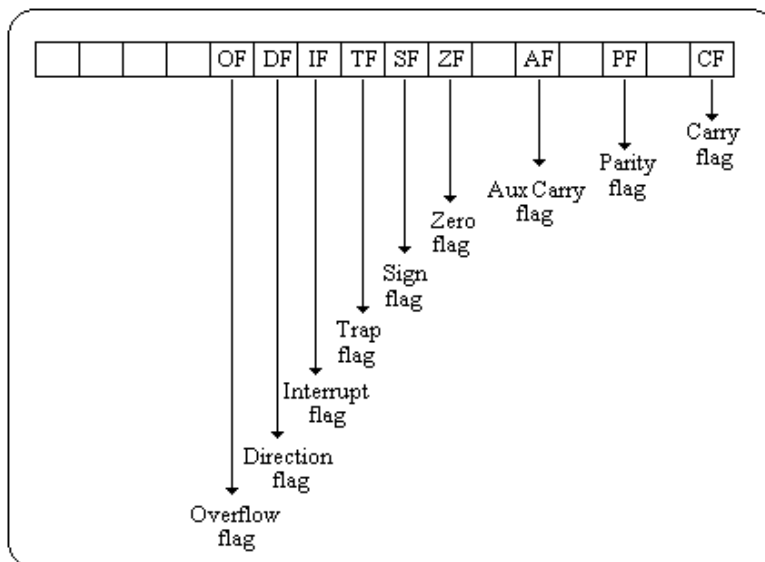 OF DF IF TF SF ZF AF PF CF
Carry
flag
Parity
flag
Aux Carry
flag
Zero
flag
Sign
flag
Trap
flag
Interrupt
flag
Direction
flag
Overflow
flag